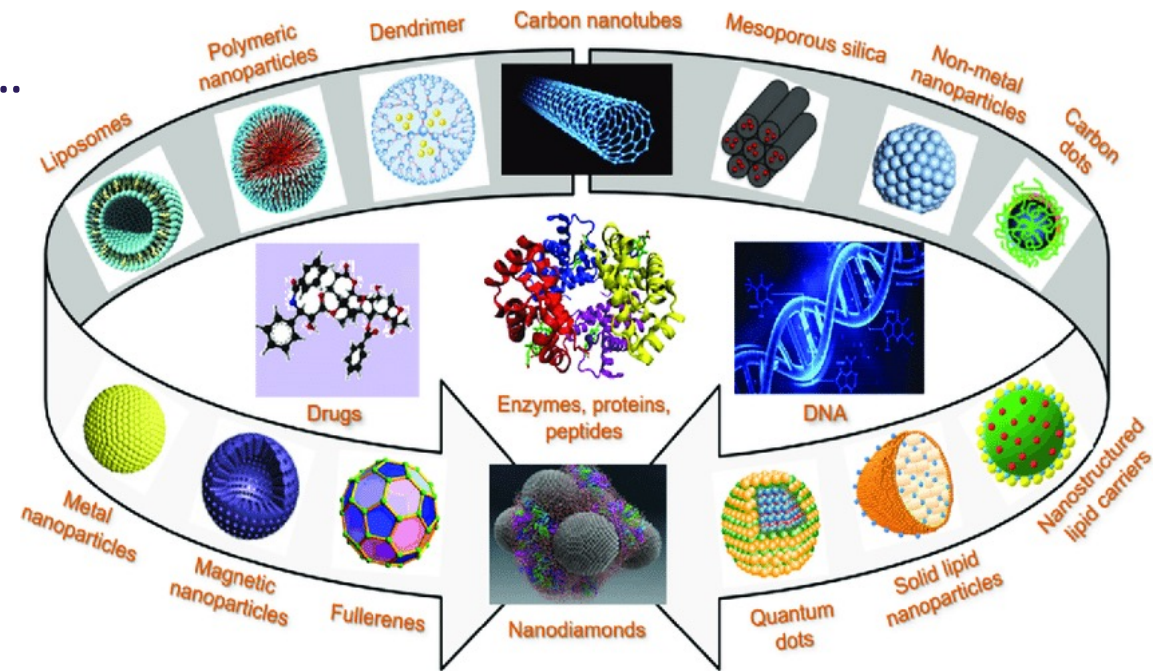 ..
Liposomes
Polymeric
nanoparticles
Dendrimer
Carbon nanotubes
Mesoporous silica
Non-metal
nanoparticles
Carbon
dots
Drugs
Enzymes, proteins,
peptides
DNA
Metal
nanoparticles
Magnetic
nanoparticles
Fullerenes
Nanodiamonds
Quantum
dots
Solid lipid
nanoparticles
Nanostructured
lipid carriers